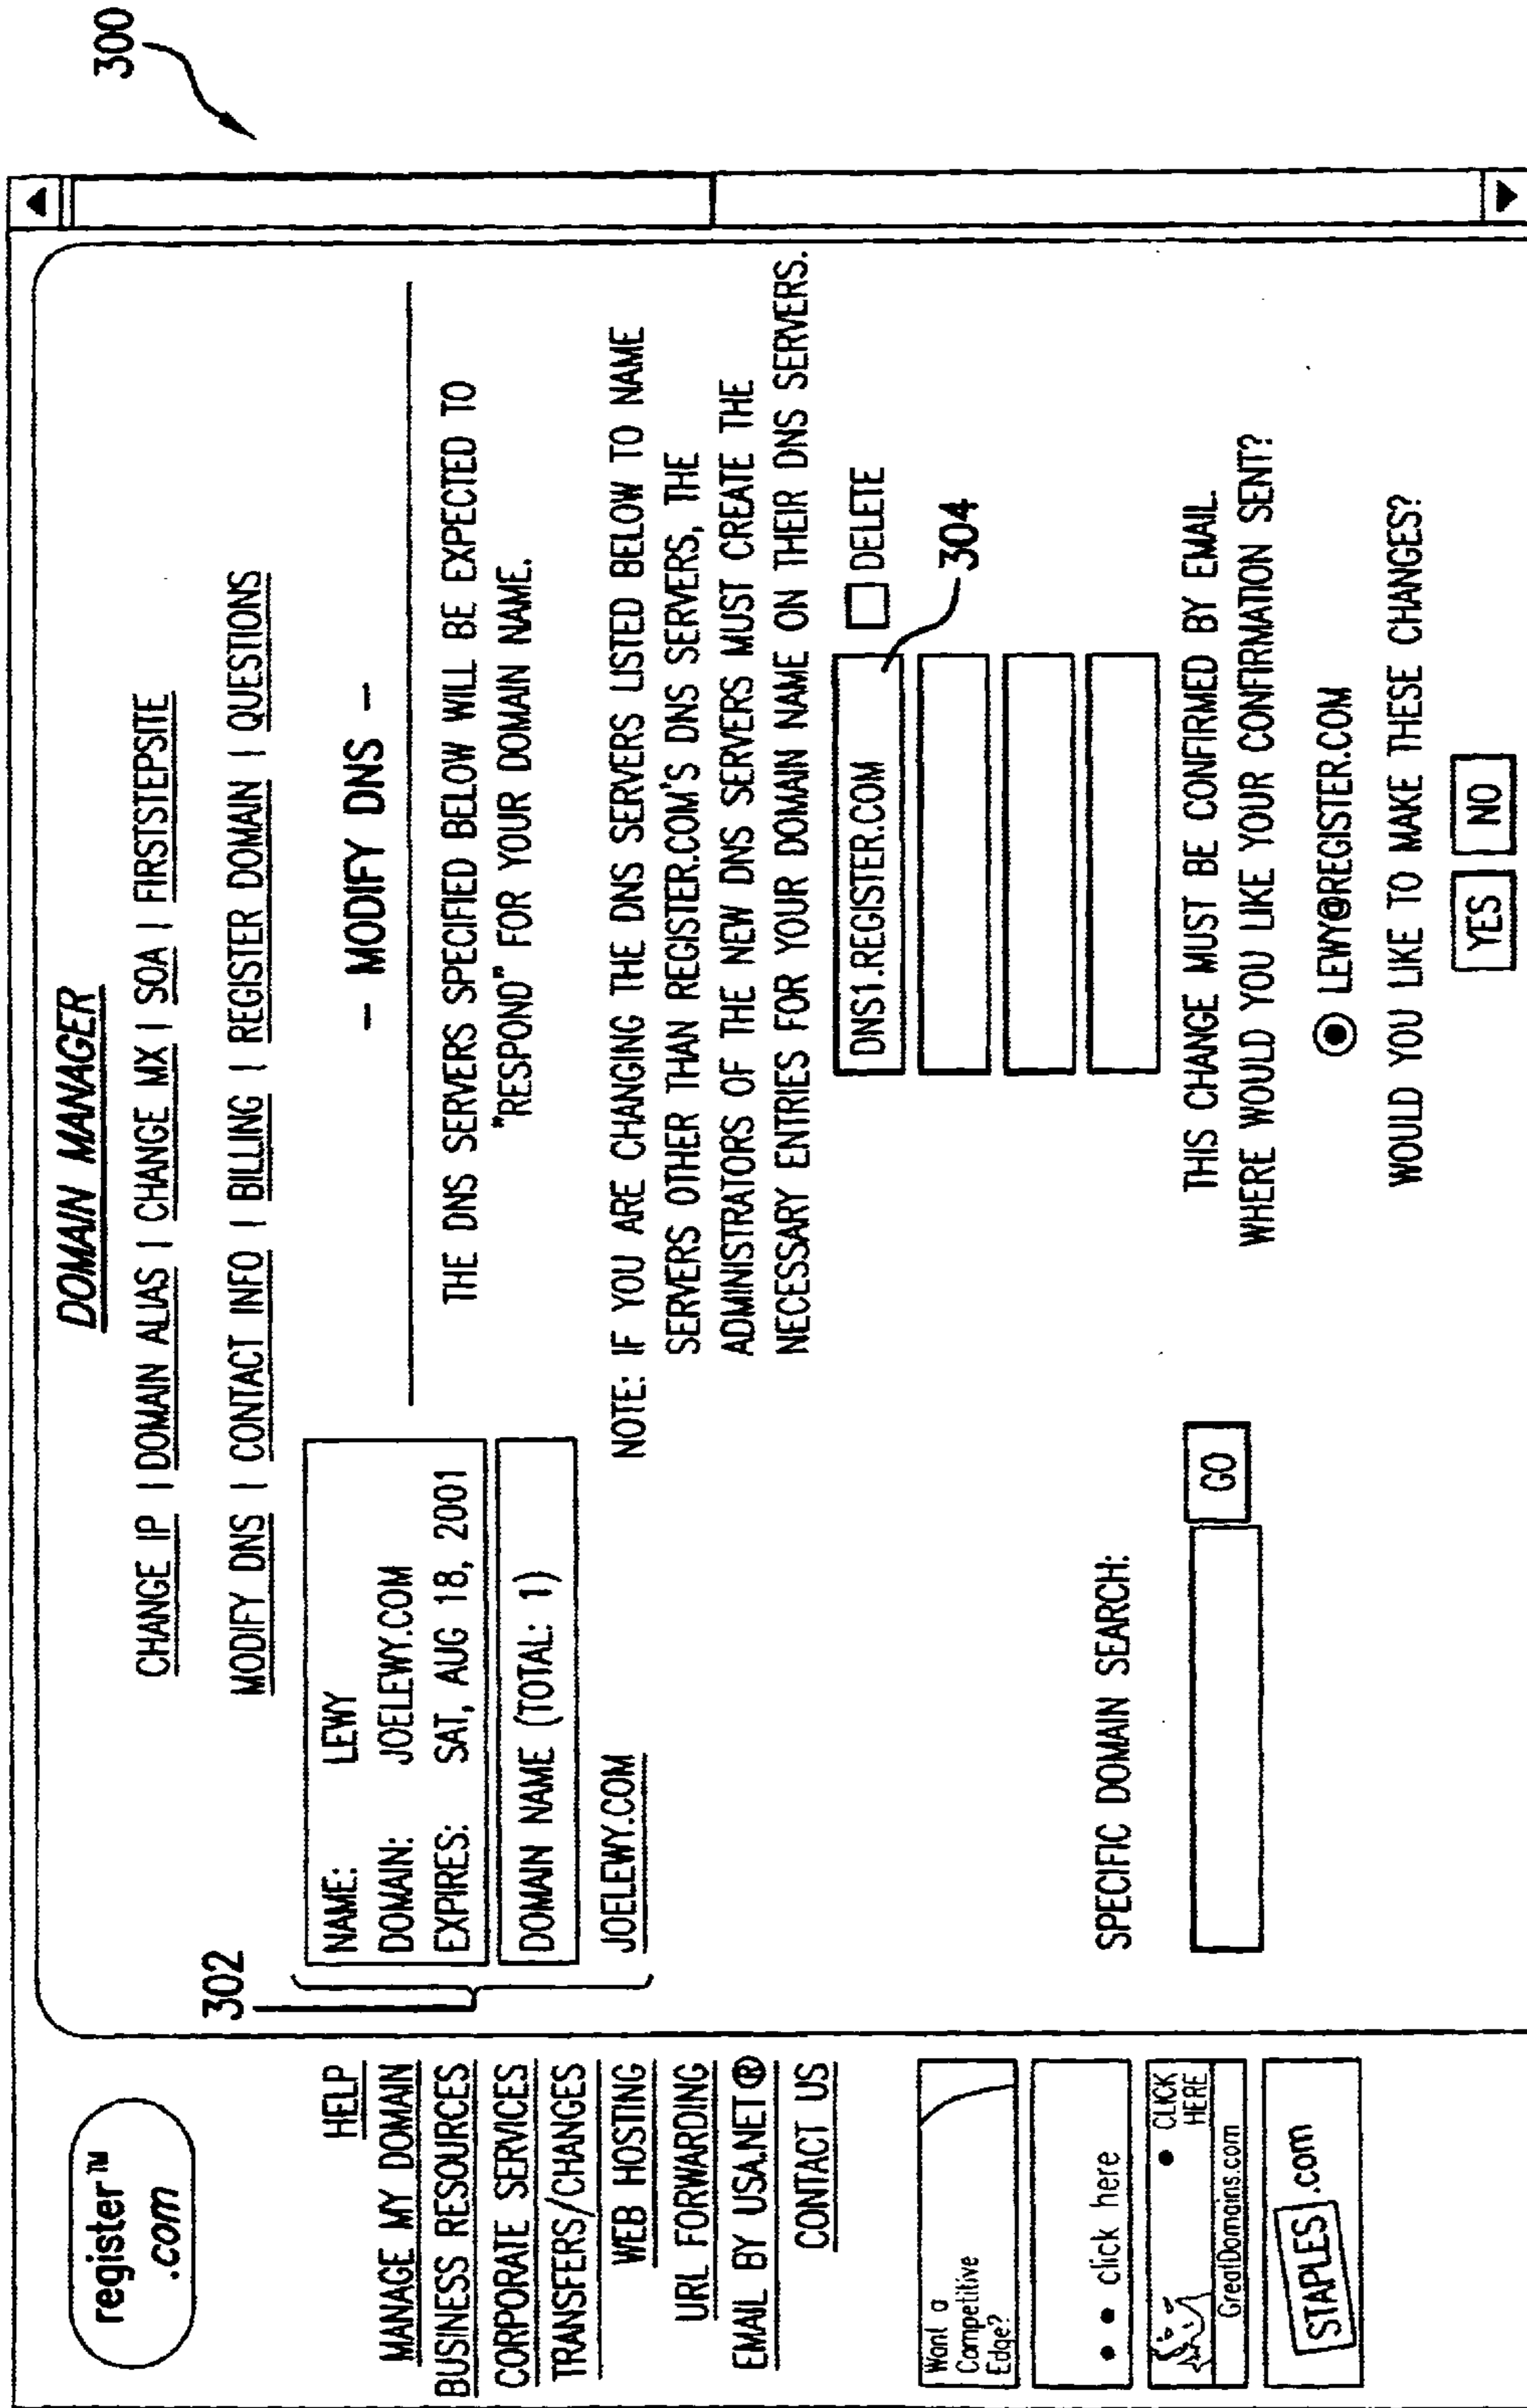 300
register™
.com
HELP
MANAGE MY DOMAIN
BUSINESS RESOURCES
CORPORATE SERVICES
TRANSFERS/CHANGES
WEB HOSTING
URL FORWARDING
EMAIL BY USA.NET®
CONTACT US
Want a
Competitive
Edge?
• • click here
• CLICK
HERE
GreatDomains.com
STAPLES .com
DOMAIN MANAGER
CHANGE IP | DOMAIN ALIAS | CHANGE MX | SOA | FIRSTSTEPSITE
MODIFY DNS | CONTACT INFO | BILLING | REGISTER DOMAIN | QUESTIONS
302
NAME: LEWY
DOMAIN: JOELEWY.COM
EXPIRES: SAT, AUG 18, 2001
DOMAIN NAME (TOTAL: 1)
JOELEWY.COM
SPECIFIC DOMAIN SEARCH:
GO
- MODIFY DNS -
THE DNS SERVERS SPECIFIED BELOW WILL BE EXPECTED TO
"RESPOND" FOR YOUR DOMAIN NAME.
NOTE: IF YOU ARE CHANGING THE DNS SERVERS LISTED BELOW TO NAME
SERVERS OTHER THAN REGISTER.COM'S DNS SERVERS, THE
ADMINISTRATORS OF THE NEW DNS SERVERS MUST CREATE THE
NECESSARY ENTRIES FOR YOUR DOMAIN NAME ON THEIR DNS SERVERS.
DNS1.REGISTER.COM DELETE
304
THIS CHANGE MUST BE CONFIRMED BY EMAIL.
WHERE WOULD YOU LIKE YOUR CONFIRMATION SENT?
LEWY@REGISTER.COM
WOULD YOU LIKE TO MAKE THESE CHANGES?
YES NO